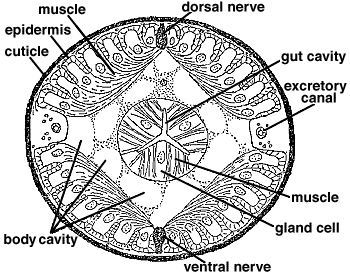 muscle
dorsal nerve
epidermis
cuticle
gut cavity
excretory
canal
muscle
gland cell
body cavity
ventral nerve